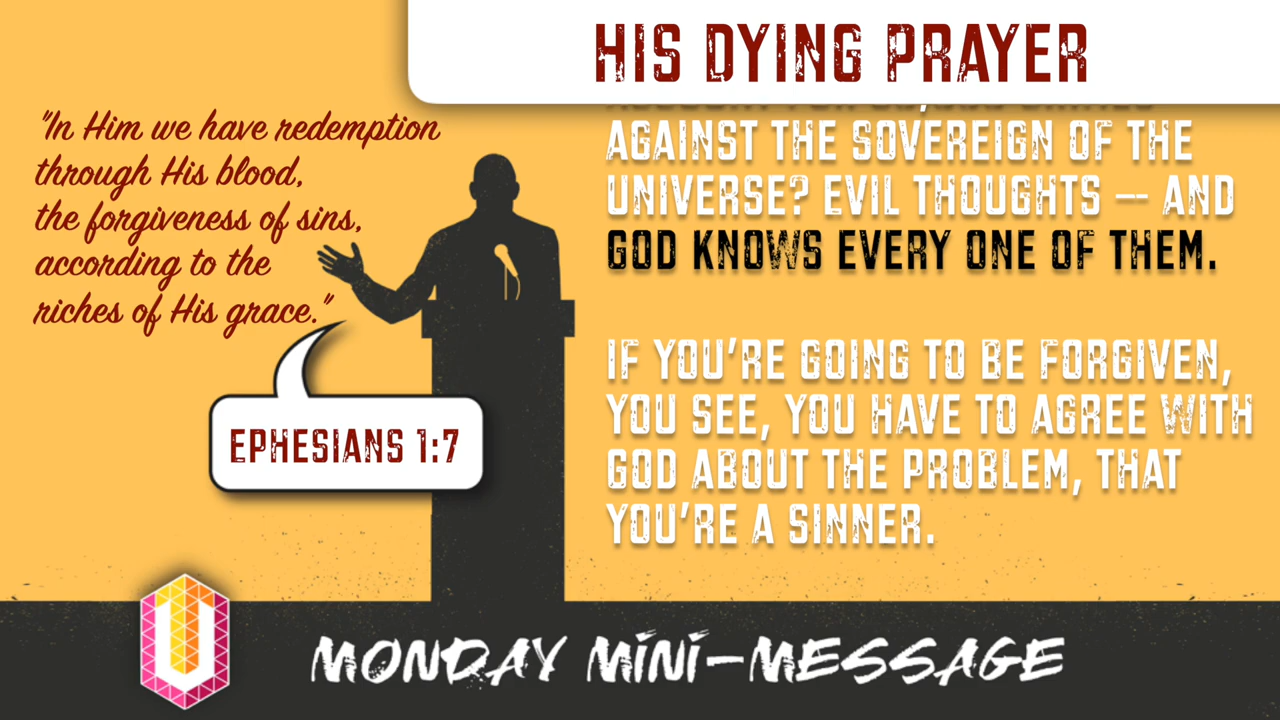 HIS DYING PRAYER
"In Him we have redemption
through His blood,
the forgiveness of sins,
according to the
riches of His grace."
EPHESIANS 1:7
AGAINST THE SOVEREIGN OF THE
UNIVERSE? EVIL THOUGHTS -- AND
GOD KNOWS EVERY ONE OF THEM.
IF YOU'RE GOING TO BE FORGIVEN,
YOU SEE, YOU HAVE TO AGREE WITH
GOD ABOUT THE PROBLEM, THAT
YOU'RE A SINNER.
U
MONDAY MINI-MESSAGE